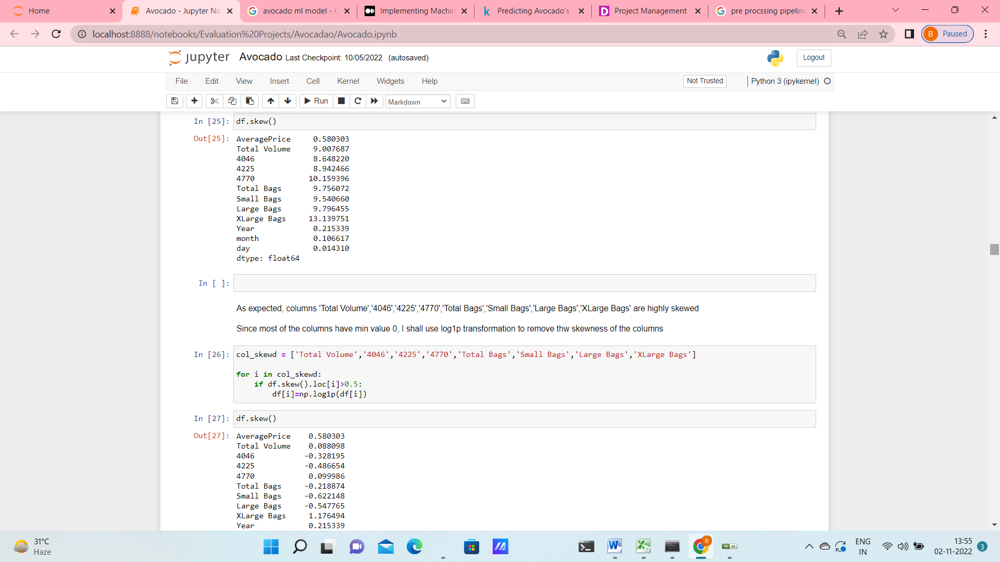 Home
Avocado - Jupyter No
avocado ml model - G
Implementing Machin
Predicting Avocado's A
Project Management
pre procssing pipeline
localhost:8888/notebooks/Evaluation%20Projects/Avocadao/Avocado.ipynb
B Paused
jupyter Avocado Last Checkpoint: 10/05/2022 (autosaved)
Logout
File Edit View Insert Cell Kernel Widgets Help
Not Trusted
Python 3 (ipykernel)
Run
Markdown
In [25]: df.skew()
Out[25]: AveragePrice 0.580303
Total Volume 9.007687
4046 8.648220
4225 8.942466
4770 10.159396
Total Bags 9.756072
Small Bags 9.540660
Large Bags 9.796455
XLarge Bags 13.139751
Year 0.215339
month 0.106617
day 0.014310
dtype: float64
In [ ]:
As expected, columns 'Total Volume','4046','4225','4770','Total Bags','Small Bags','Large Bags','XLarge Bags' are highly skewed
Since most of the columns have min value 0, I shall use log1p transformation to remove thw skewness of the columns
In [26]: col_skewd = ['Total Volume','4046','4225','4770','Total Bags','Small Bags','Large Bags','XLarge Bags']
for i in col_skewd:
if df.skew().loc[i]>0.5:
df[i]=np.log1p(df[i])
In [27]: df.skew()
Out[27]: AveragePrice 0.580303
Total Volume 0.088098
4046 -0.328195
4225 -0.486654
4770 0.099986
Total Bags -0.218874
Small Bags -0.622148
Large Bags -0.547765
XLarge Bags 1.176494
Year 0.215339
31°C
Haze
ENG
IN
13:55
02-11-2022
3